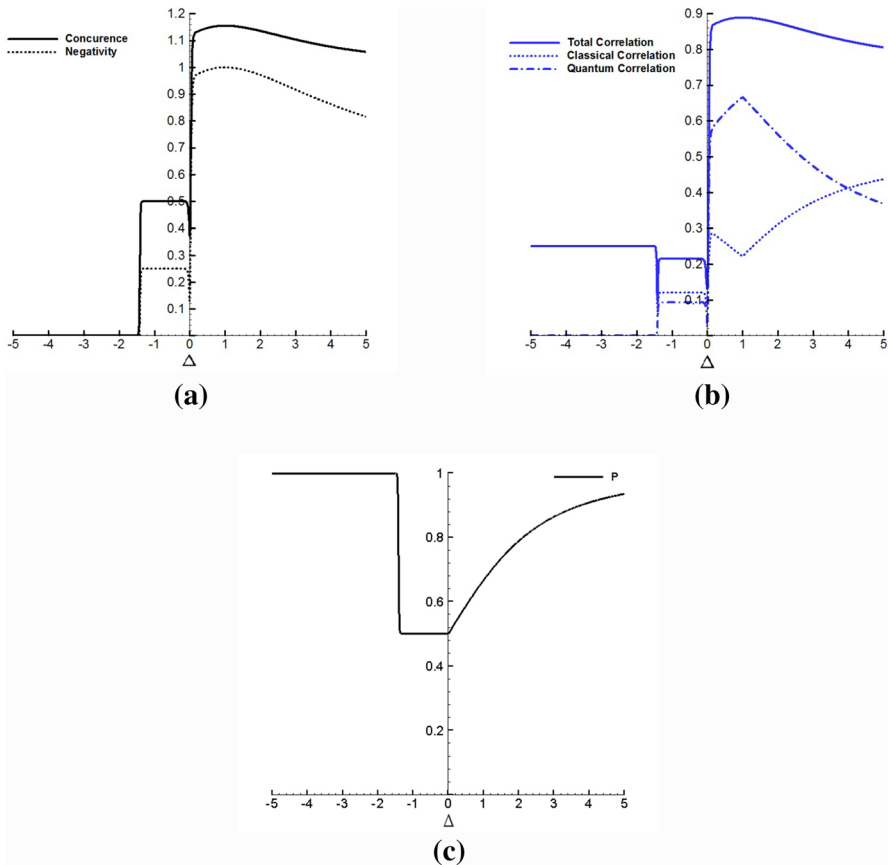 Concurence
Negativity
1.2
1.1
1
0.9
0.8
0.7
0.6
0.5
0.4
0.3
0.2
0.1
-5 -4 -3 -2 -1 0 1 2 3 4 5
Δ
(a)
Total Correlation
Classical Correlation
Quantum Correlation
0.9
0.8
0.7
0.6
0.5
0.4
0.3
0.2
0.1
-5 -4 -3 -2 -1 0 1 2 3 4 5
Δ
(b)
P
1
0.8
0.6
0.4
0.2
-5 -4 -3 -2 -1 0 1 2 3 4 5
Δ
(c)